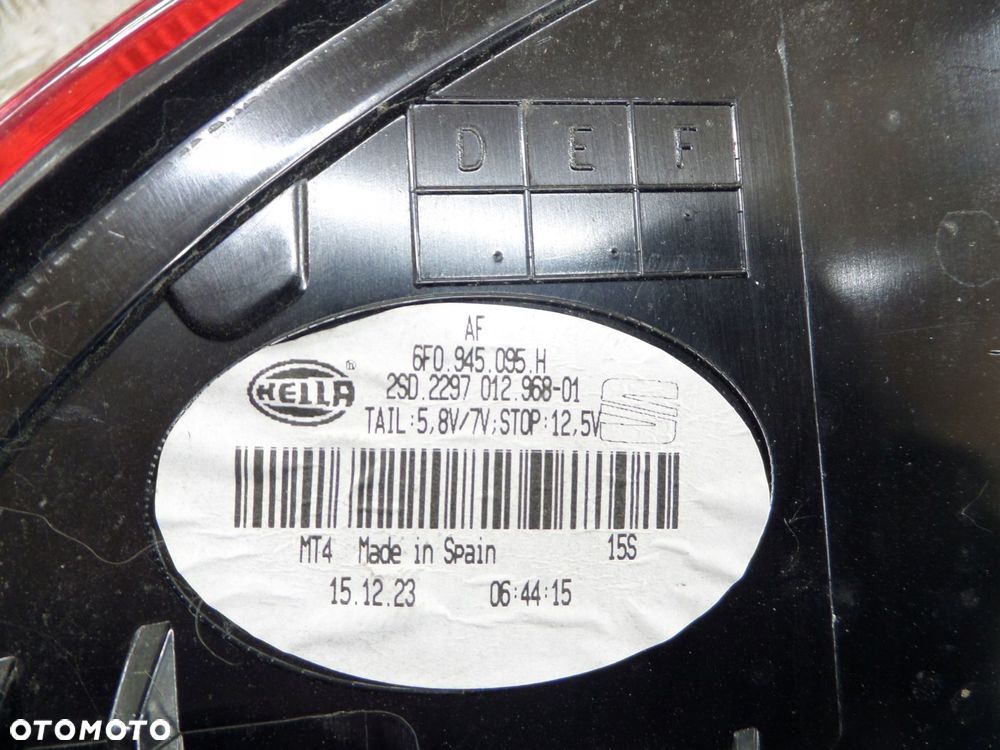 D E F
AF
6F0.945.095.H
HELLA ®
2SD.2297 012.968-01
TAIL:5,8V/7V;STOP:12,5V
MT4 Made in Spain 15S
15.12.23 06:44:15
OTOMOTO